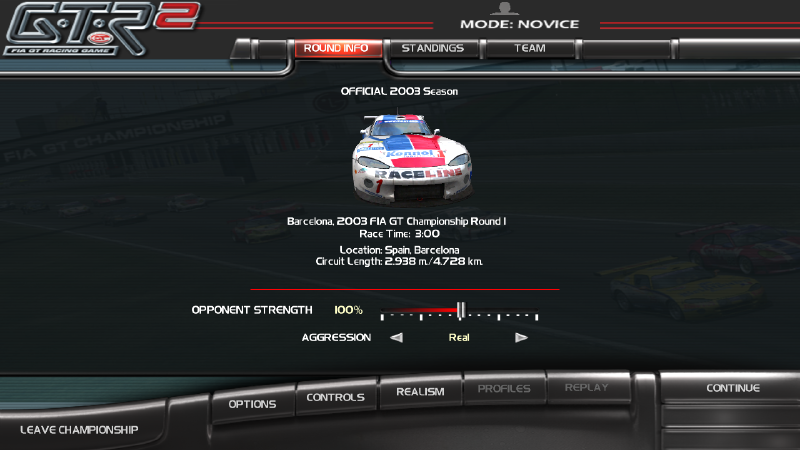 GTR2
FIA GT RACING GAME
MODE: NOVICE
ROUND INFO
STANDINGS
TEAM
OFFICIAL 2003 Season
FIA GT CHAMPIONSHIP
Kennol
RACELINE
1
Barcelona, 2003 FIA GT Championship Round 1
Race Time: 3:00
Location: Spain, Barcelona
Circuit Length: 2.938 m./4.728 km.
OPPONENT STRENGTH 100%
AGGRESSION Real
OPTIONS
CONTROLS
REALISM
PROFILES
REPLAY
CONTINUE
LEAVE CHAMPIONSHIP